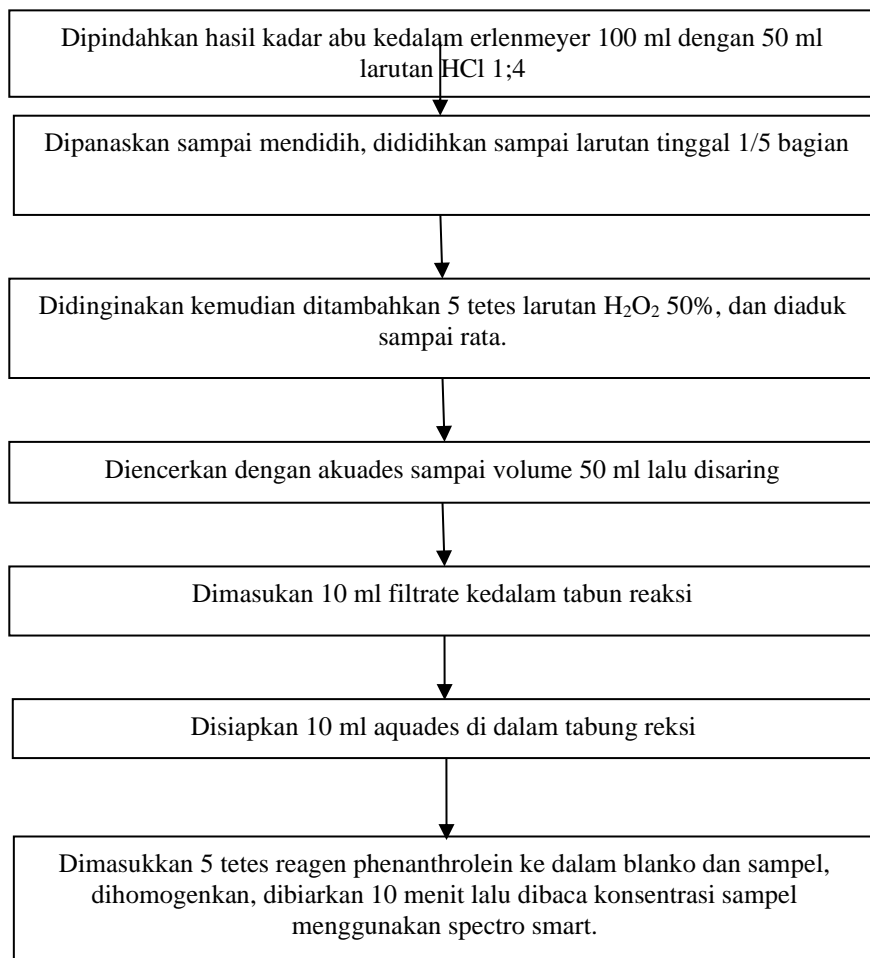 Dipindahkan hasil kadar abu kedalam erlenmeyer 100 ml dengan 50 ml
larutan HCl 1;4
Dipanaskan sampai mendidih, dididihkan sampai larutan tinggal 1/5 bagian
Didinginakan kemudian ditambahkan 5 tetes larutan H₂O₂ 50%, dan diaduk
sampai rata.
Diencerkan dengan akuades sampai volume 50 ml lalu disaring
Dimasukan 10 ml filtrate kedalam tabun reaksi
Disiapkan 10 ml aquades di dalam tabung reksi
Dimasukkan 5 tetes reagen phenanthrolein ke dalam blanko dan sampel,
dihomogenkan, dibiarkan 10 menit lalu dibaca konsentrasi sampel
menggunakan spectro smart.